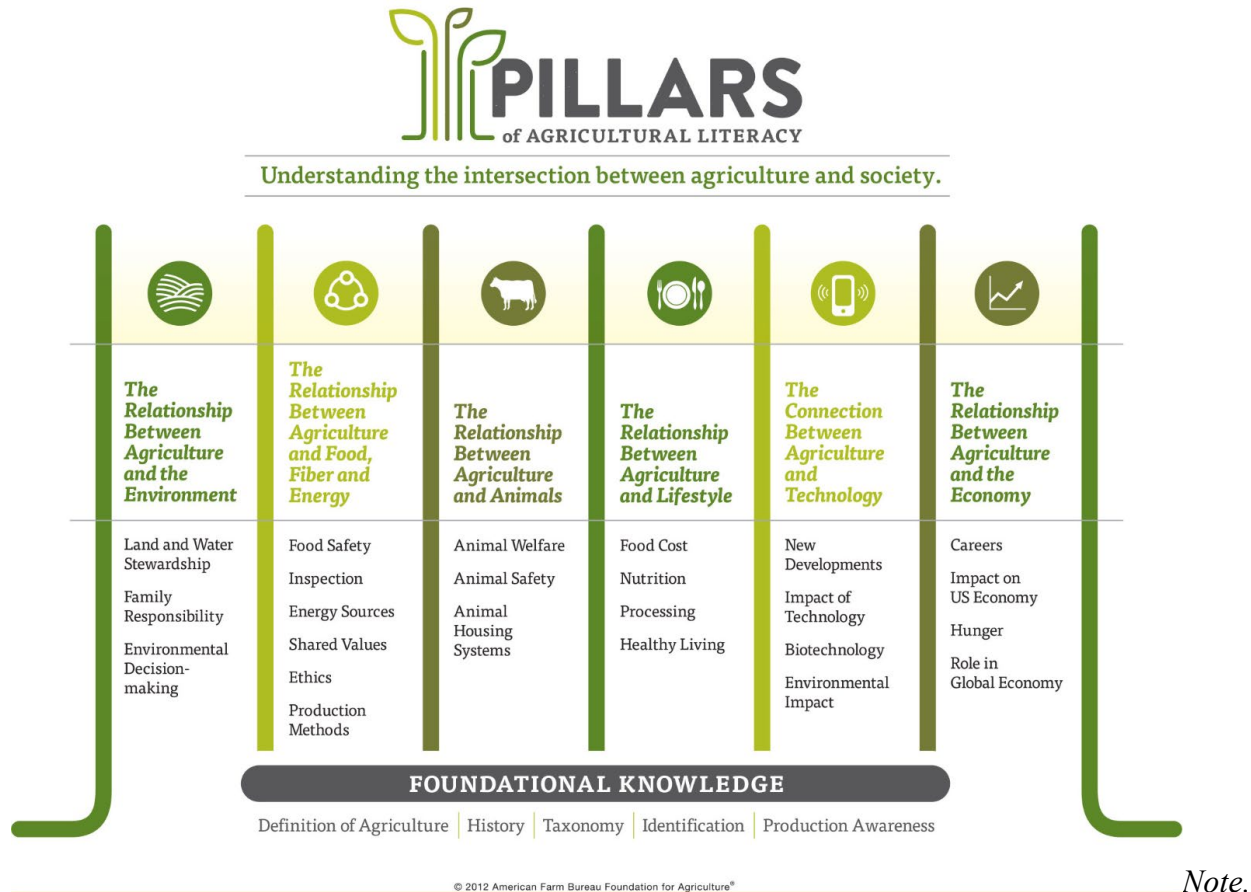 PILLARS
of AGRICULTURAL LITERACY
Understanding the intersection between agriculture and society.
The
Relationship
Between
Agriculture
and the
Environment
Land and Water
Stewardship
Family
Responsibility
Environmental
Decision-
making
The
Relationship
Between
Agriculture
and Food,
Fiber and
Energy
Food Safety
Inspection
Energy Sources
Shared Values
Ethics
Production
Methods
The
Relationship
Between
Agriculture
and Animals
Animal Welfare
Animal Safety
Animal
Housing
Systems
The
Relationship
Between
Agriculture
and Lifestyle
Food Cost
Nutrition
Processing
Healthy Living
The
Connection
Between
Agriculture
and
Technology
New
Developments
Impact of
Technology
Biotechnology
Environmental
Impact
The
Relationship
Between
Agriculture
and the
Economy
Careers
Impact on
US Economy
Hunger
Role in
Global Economy
FOUNDATIONAL KNOWLEDGE
Definition of Agriculture | History | Taxonomy | Identification | Production Awareness
© 2012 American Farm Bureau Foundation for Agriculture®
Note.